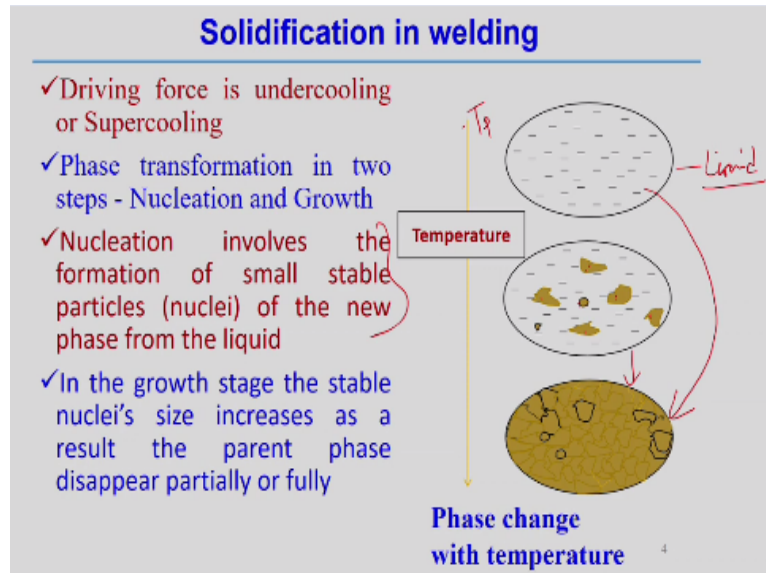 Solidification in welding
✓Driving force is undercooling
or Supercooling
✓Phase transformation in two
steps - Nucleation and Growth
✓Nucleation involves the
formation of small stable
particles (nuclei) of the new
phase from the liquid
✓In the growth stage the stable
nuclei's size increases as a
result the parent phase
disappear partially or fully
Temperature
Liquid
Phase change
with temperature
4